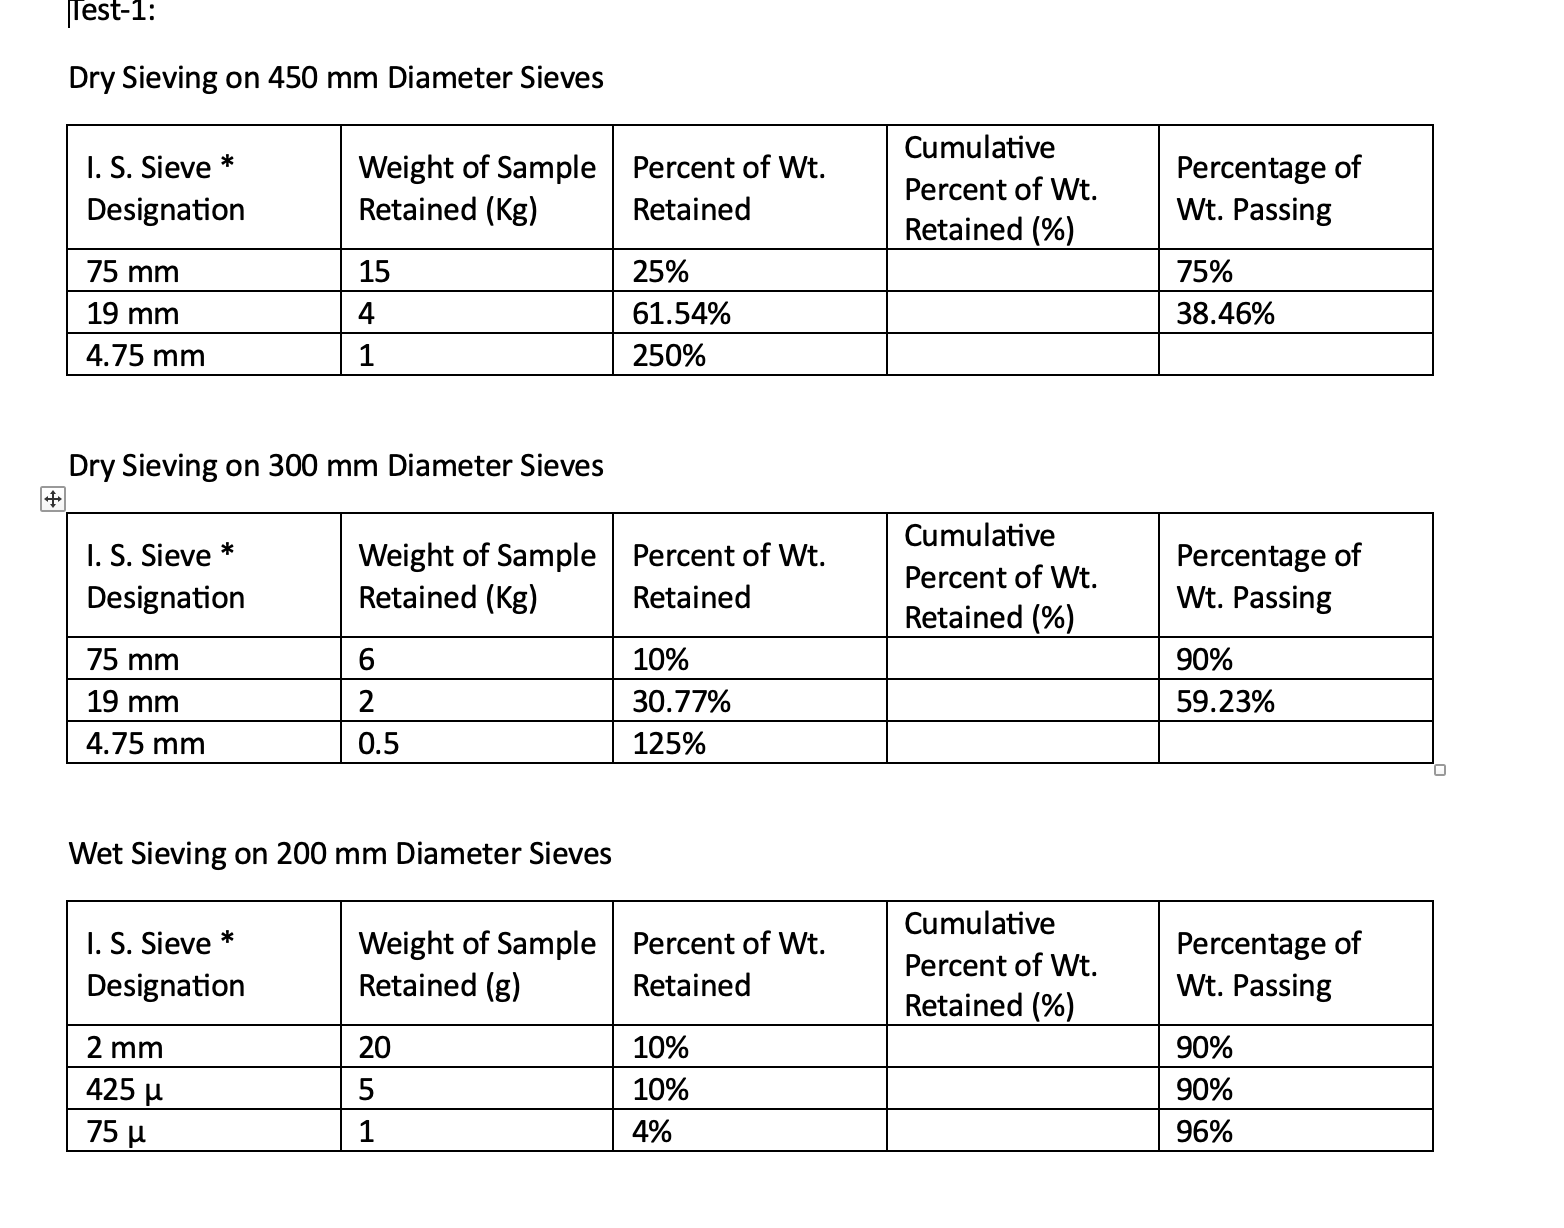 Test-1:
Dry Sieving on 450 mm Diameter Sieves
I. S. Sieve * Designation	Weight of Sample Retained (Kg)	Percent of Wt. Retained	Cumulative Percent of Wt. Retained (%)	Percentage of Wt. Passing
75 mm	15	25%		75%
19 mm	4	61.54%		38.46%
4.75 mm	1	250%
Dry Sieving on 300 mm Diameter Sieves
I. S. Sieve * Designation	Weight of Sample Retained (Kg)	Percent of Wt. Retained	Cumulative Percent of Wt. Retained (%)	Percentage of Wt. Passing
75 mm	6	10%		90%
19 mm	2	30.77%		59.23%
4.75 mm	0.5	125%
Wet Sieving on 200 mm Diameter Sieves
I. S. Sieve * Designation	Weight of Sample Retained (g)	Percent of Wt. Retained	Cumulative Percent of Wt. Retained (%)	Percentage of Wt. Passing
2 mm	20	10%		90%
425 µ	5	10%		90%
75 µ	1	4%		96%